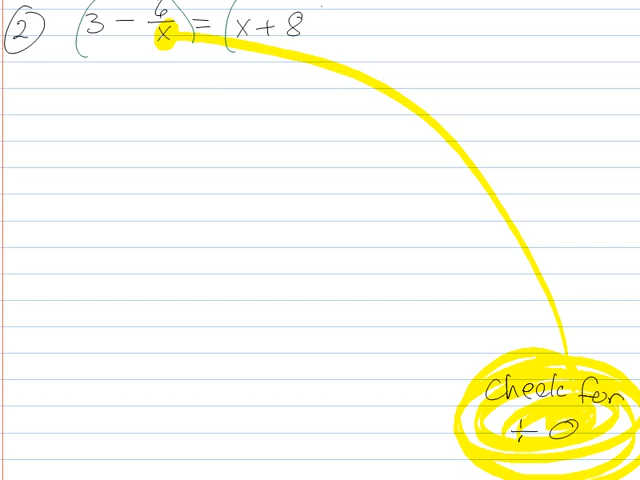 ② (3 - 6/x) = (x + 8
Check for
÷ 0